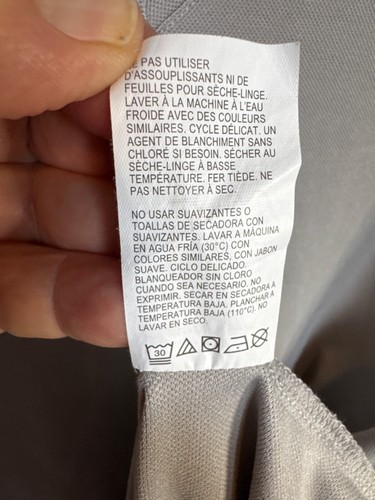 PAS UTILISER
D'ASSOUPLISSANTS NI DE
FEUILLES POUR SÈCHE-LINGE.
LAVER À LA MACHINE À L'EAU
FROIDE AVEC DES COULEURS
SIMILAIRES. CYCLE DÉLICAT. UN
AGENT DE BLANCHIMENT SANS
CHLORÉ SI BESOIN. SÉCHER AU
SÈCHE-LINGE À BASSE
TEMPÉRATURE. FER TIÈDE. NE
PAS NETTOYER À SEC.
NO USAR SUAVIZANTES O
TOALLAS DE SECADORA CON
SUAVIZANTES. LAVAR A MÁQUINA
EN AGUA FRÍA (30°C) CON
COLORES SIMILARES, CON JABON
SUAVE. CICLO DELICADO.
BLANQUEADOR SIN CLORO
CUANDO SEA NECESARIO. NO
EXPRIMIR. SECAR EN SECADORA A
TEMPERATURA BAJA. PLANCHAR A
TEMPERATURA BAJA (110°C). NO
LAVAR EN SECO.
30